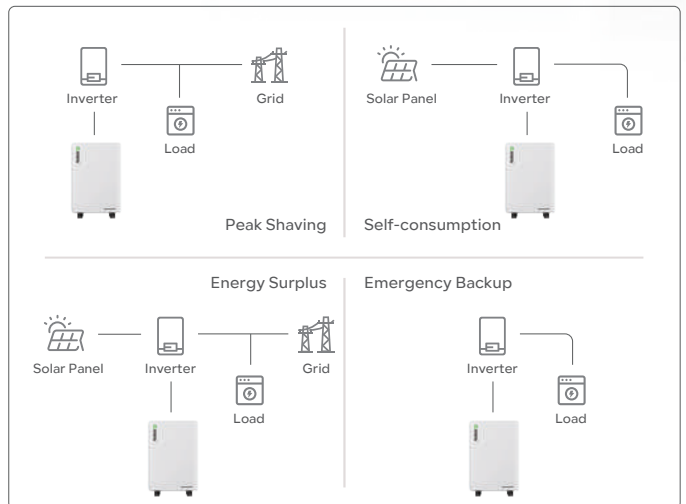 Inverter
Grid
Load
Peak Shaving
Solar Panel
Inverter
Load
Self-consumption
Energy Surplus
Solar Panel
Inverter
Grid
Load
Emergency Backup
Inverter
Load